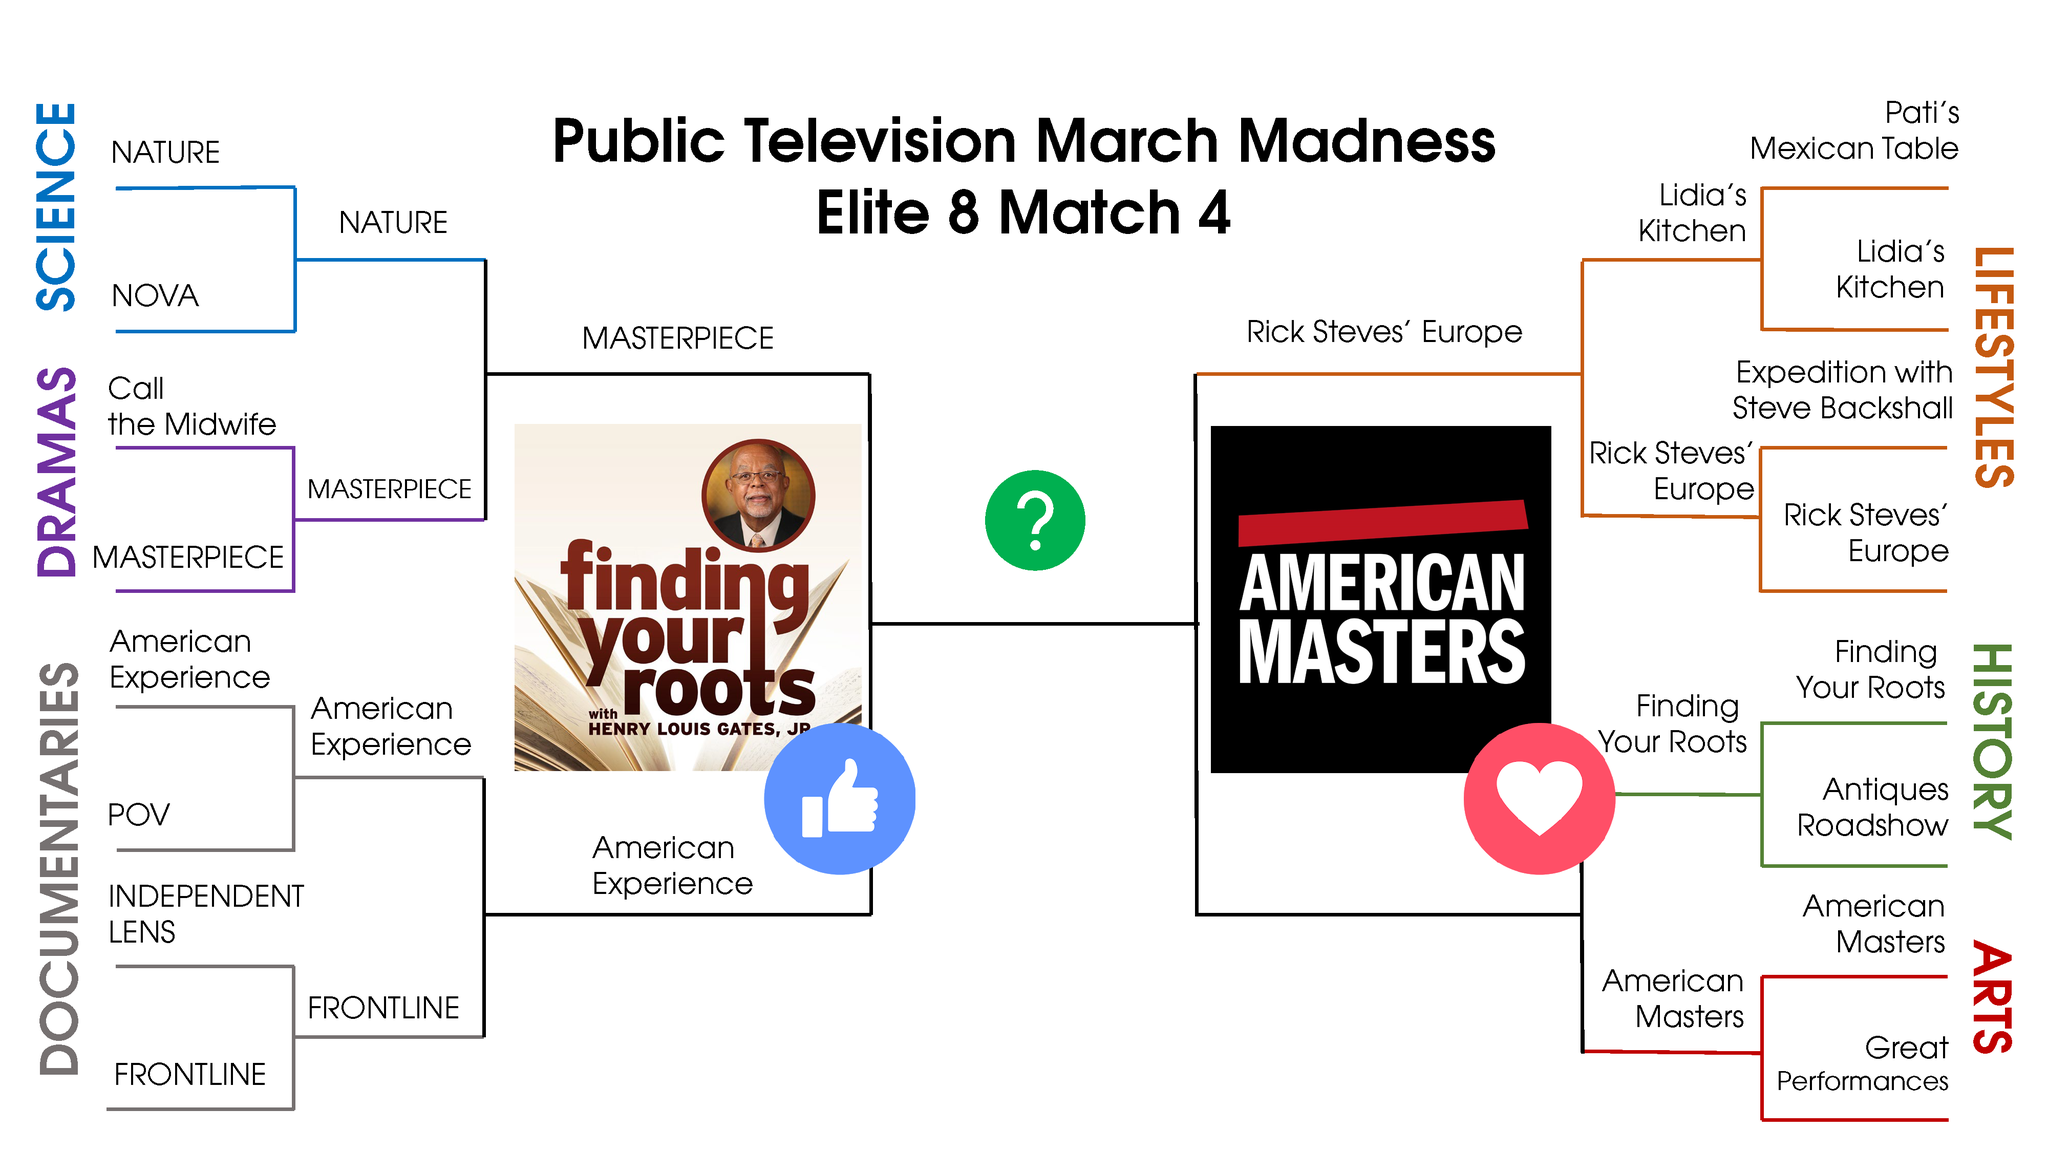 Public Television March Madness
Elite 8 Match 4
SCIENCE
NATURE
NOVA
NATURE
DRAMAS
Call
the Midwife
MASTERPIECE
MASTERPIECE
MASTERPIECE
DOCUMENTARIES
American
Experience
POV
American
Experience
INDEPENDENT
LENS
FRONTLINE
FRONTLINE
American
Experience
finding
your
roots
with
HENRY LOUIS GATES, JR
?
AMERICAN
MASTERS
Rick Steves' Europe
LIFESTYLES
Pati's
Mexican Table
Lidia's
Kitchen
Lidia's
Kitchen
Expedition with
Steve Backshall
Rick Steves'
Europe
Rick Steves'
Europe
HISTORY
Finding
Your Roots
Finding
Your Roots
Antiques
Roadshow
ARTS
American
Masters
American
Masters
Great
Performances